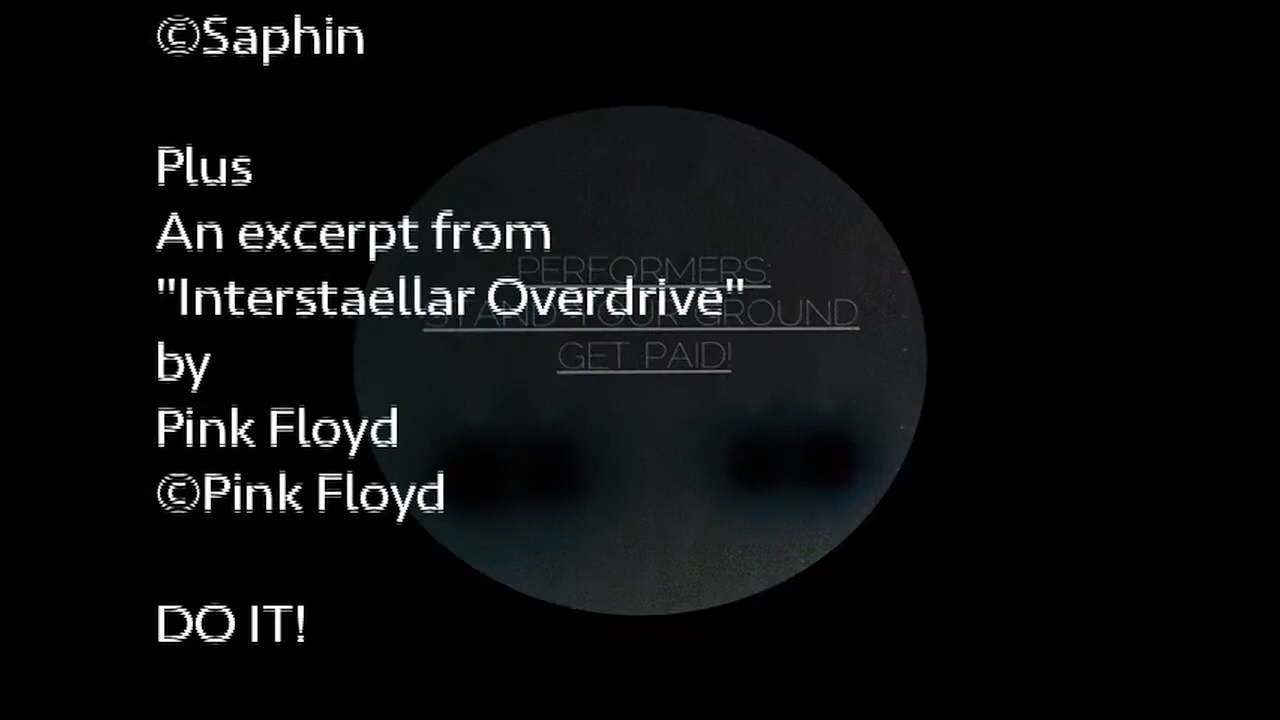 ©Saphin
Plus
An excerpt from
"Interstaellar Overdrive"
by
Pink Floyd
©Pink Floyd
DO IT!
PERFORMERS:
STAND YOUR GROUND
GET PAID!